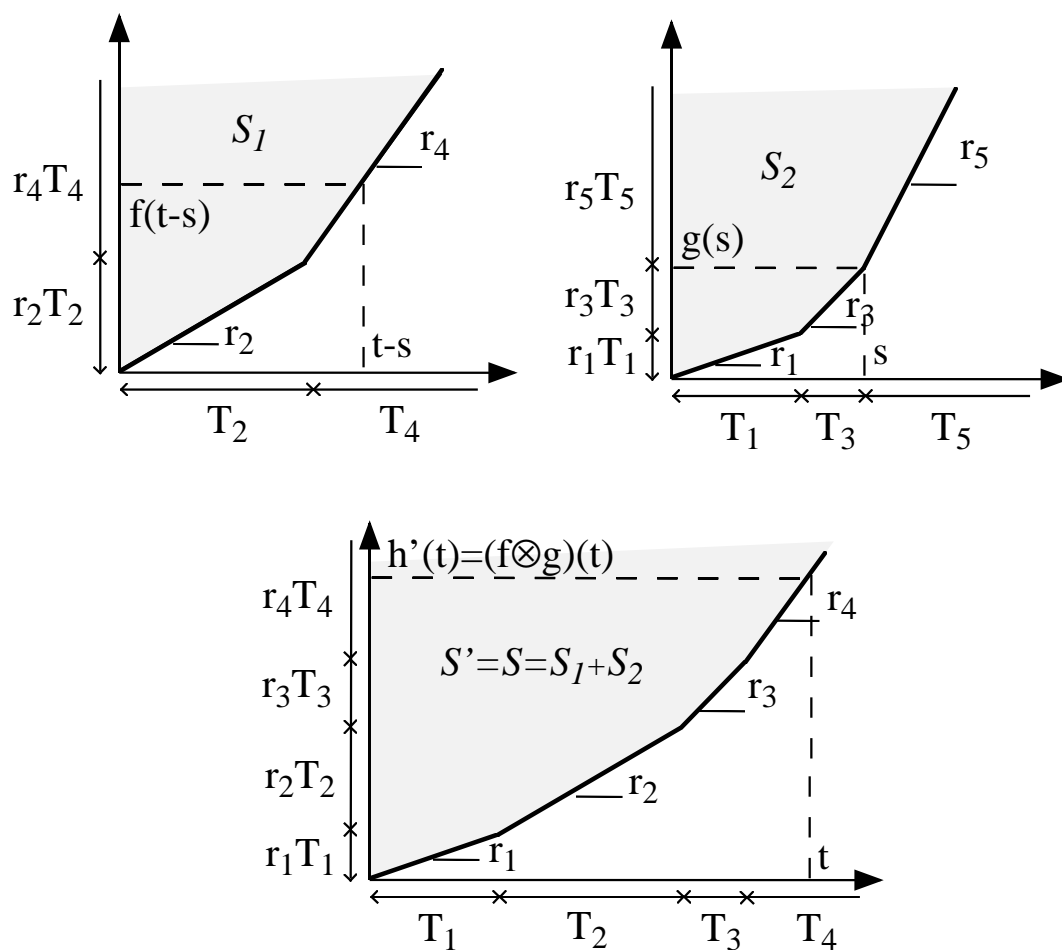 S1
r4
r4T4
f(t-s)
r2T2
r2
t-s
T2
T4
S2
r5
r5T5
g(s)
r3T3
r3
r1T1
r1
s
T1
T3
T5
h’(t)=(f⊗g)(t)
r4T4
r4
S’=S=S1+S2
r3T3
r3
r2T2
r2
r1T1
r1
t
T1
T2
T3
T4